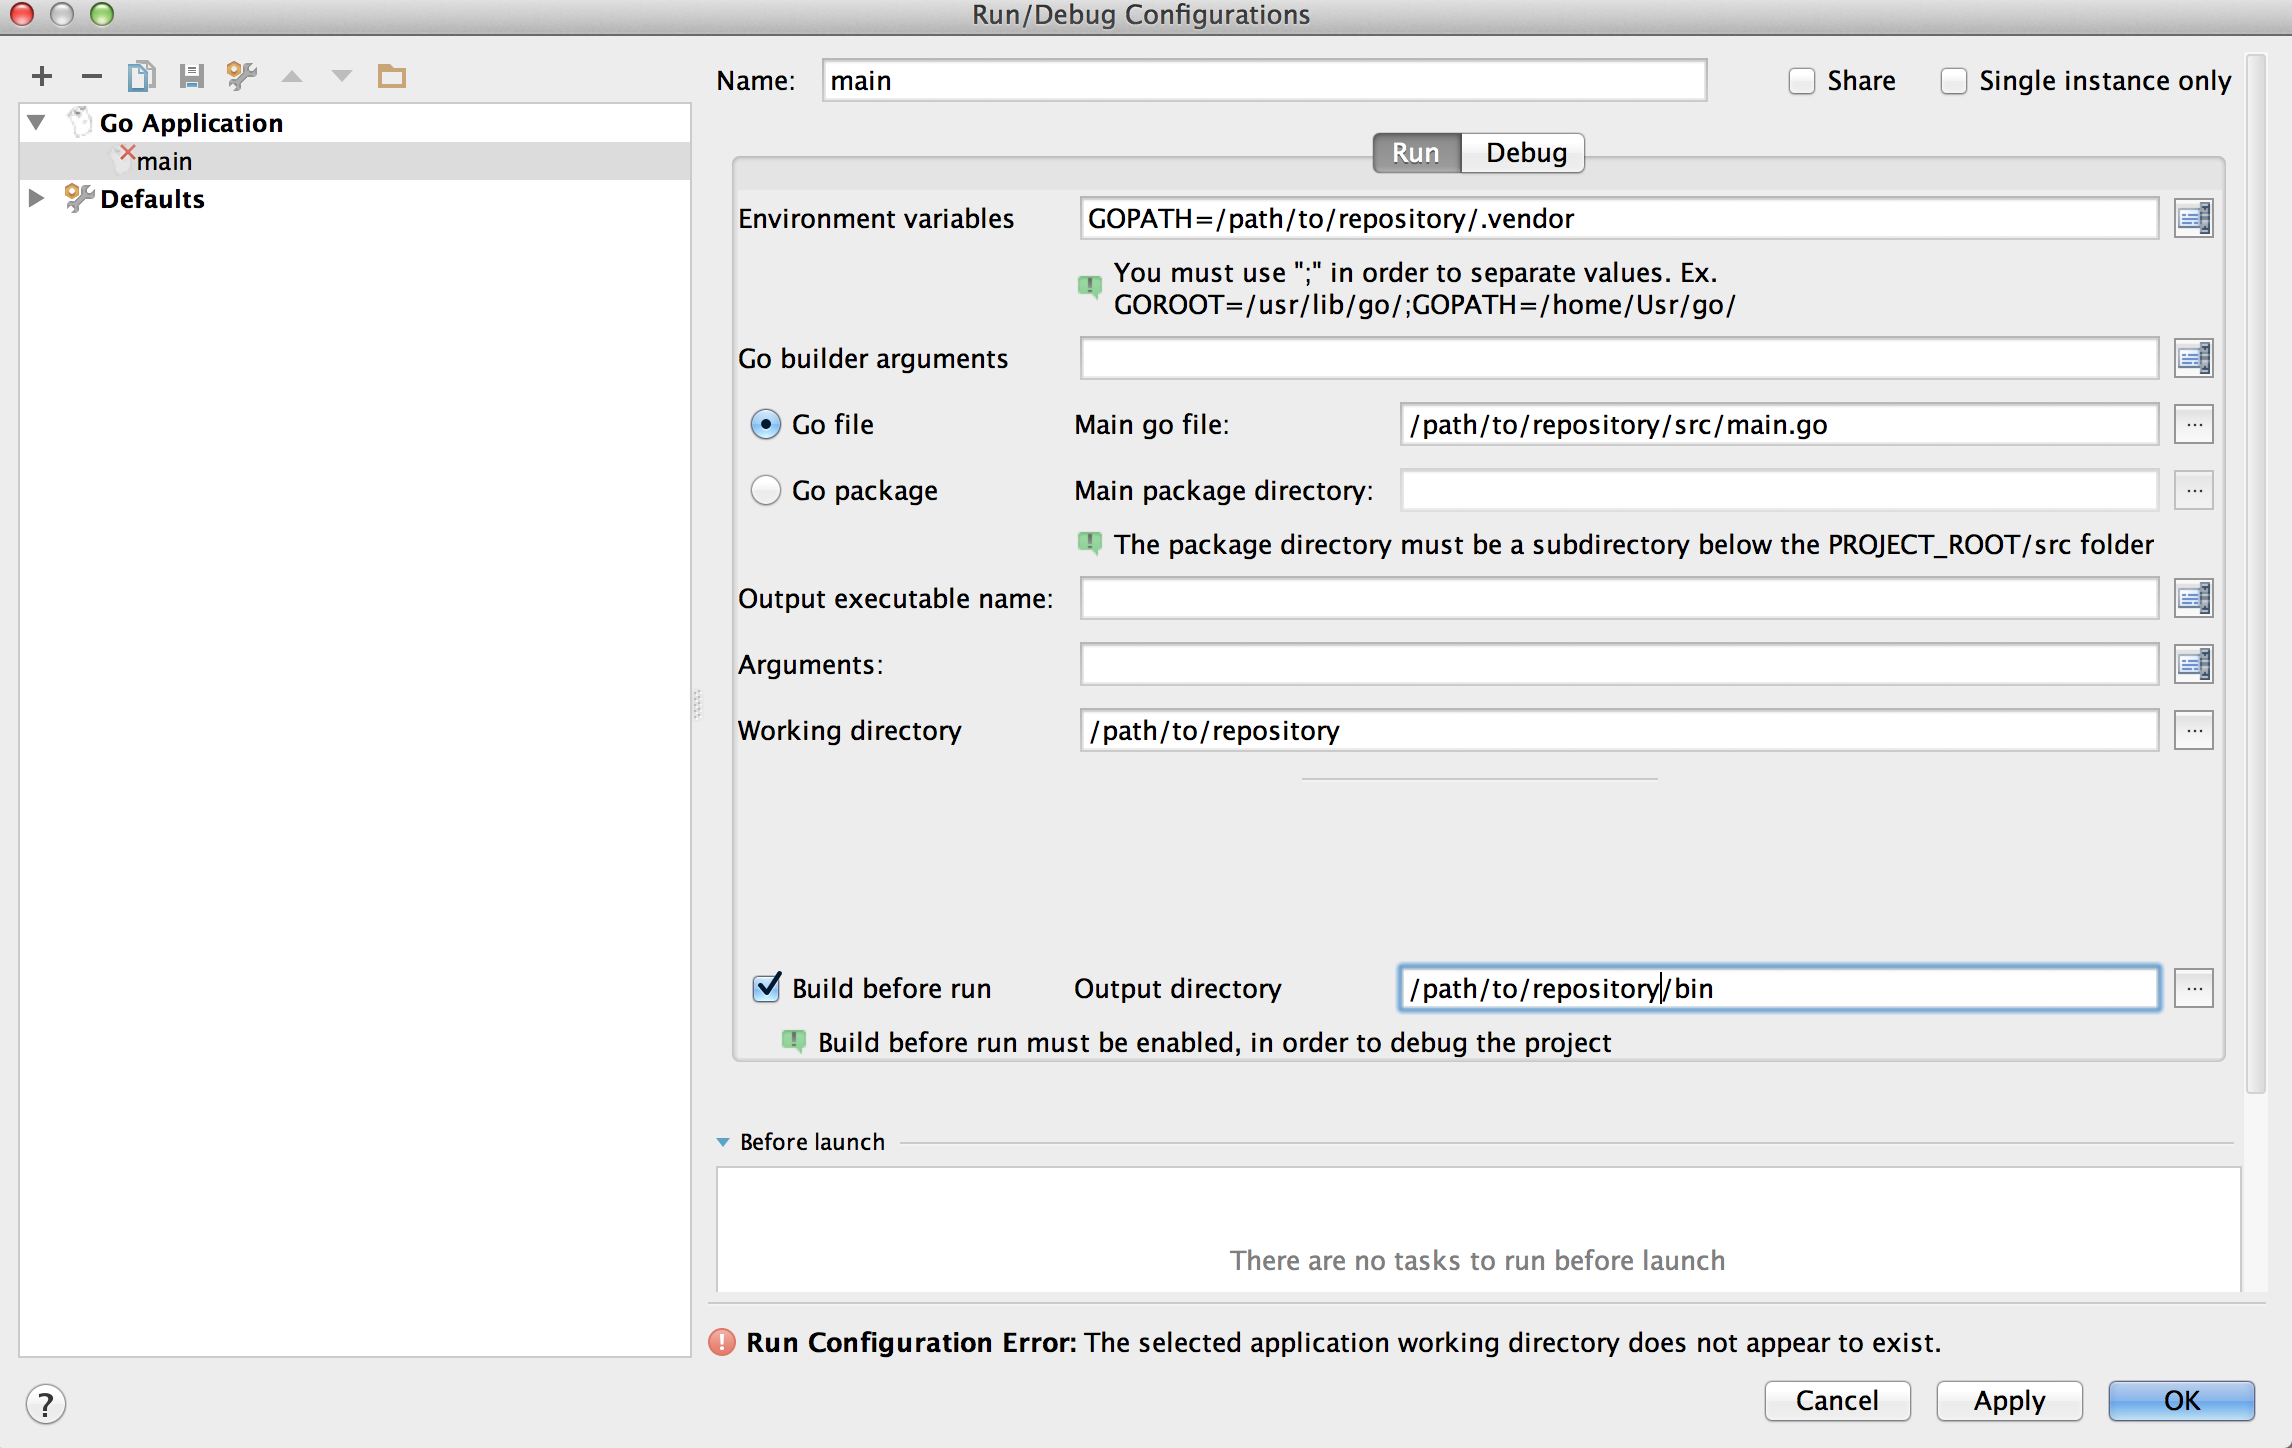 Run/Debug Configurations
Name: main Share Single instance only
Go Application
main
Defaults
Run Debug
Environment variables GOPATH=/path/to/repository/.vendor
You must use ";" in order to separate values. Ex.
GOROOT=/usr/lib/go/;GOPATH=/home/Usr/go/
Go builder arguments
Go file Main go file: /path/to/repository/src/main.go
Go package Main package directory:
The package directory must be a subdirectory below the PROJECT_ROOT/src folder
Output executable name:
Arguments:
Working directory /path/to/repository
Build before run Output directory /path/to/repository/bin
Build before run must be enabled, in order to debug the project
Before launch
There are no tasks to run before launch
Run Configuration Error: The selected application working directory does not appear to exist.
? Cancel Apply OK